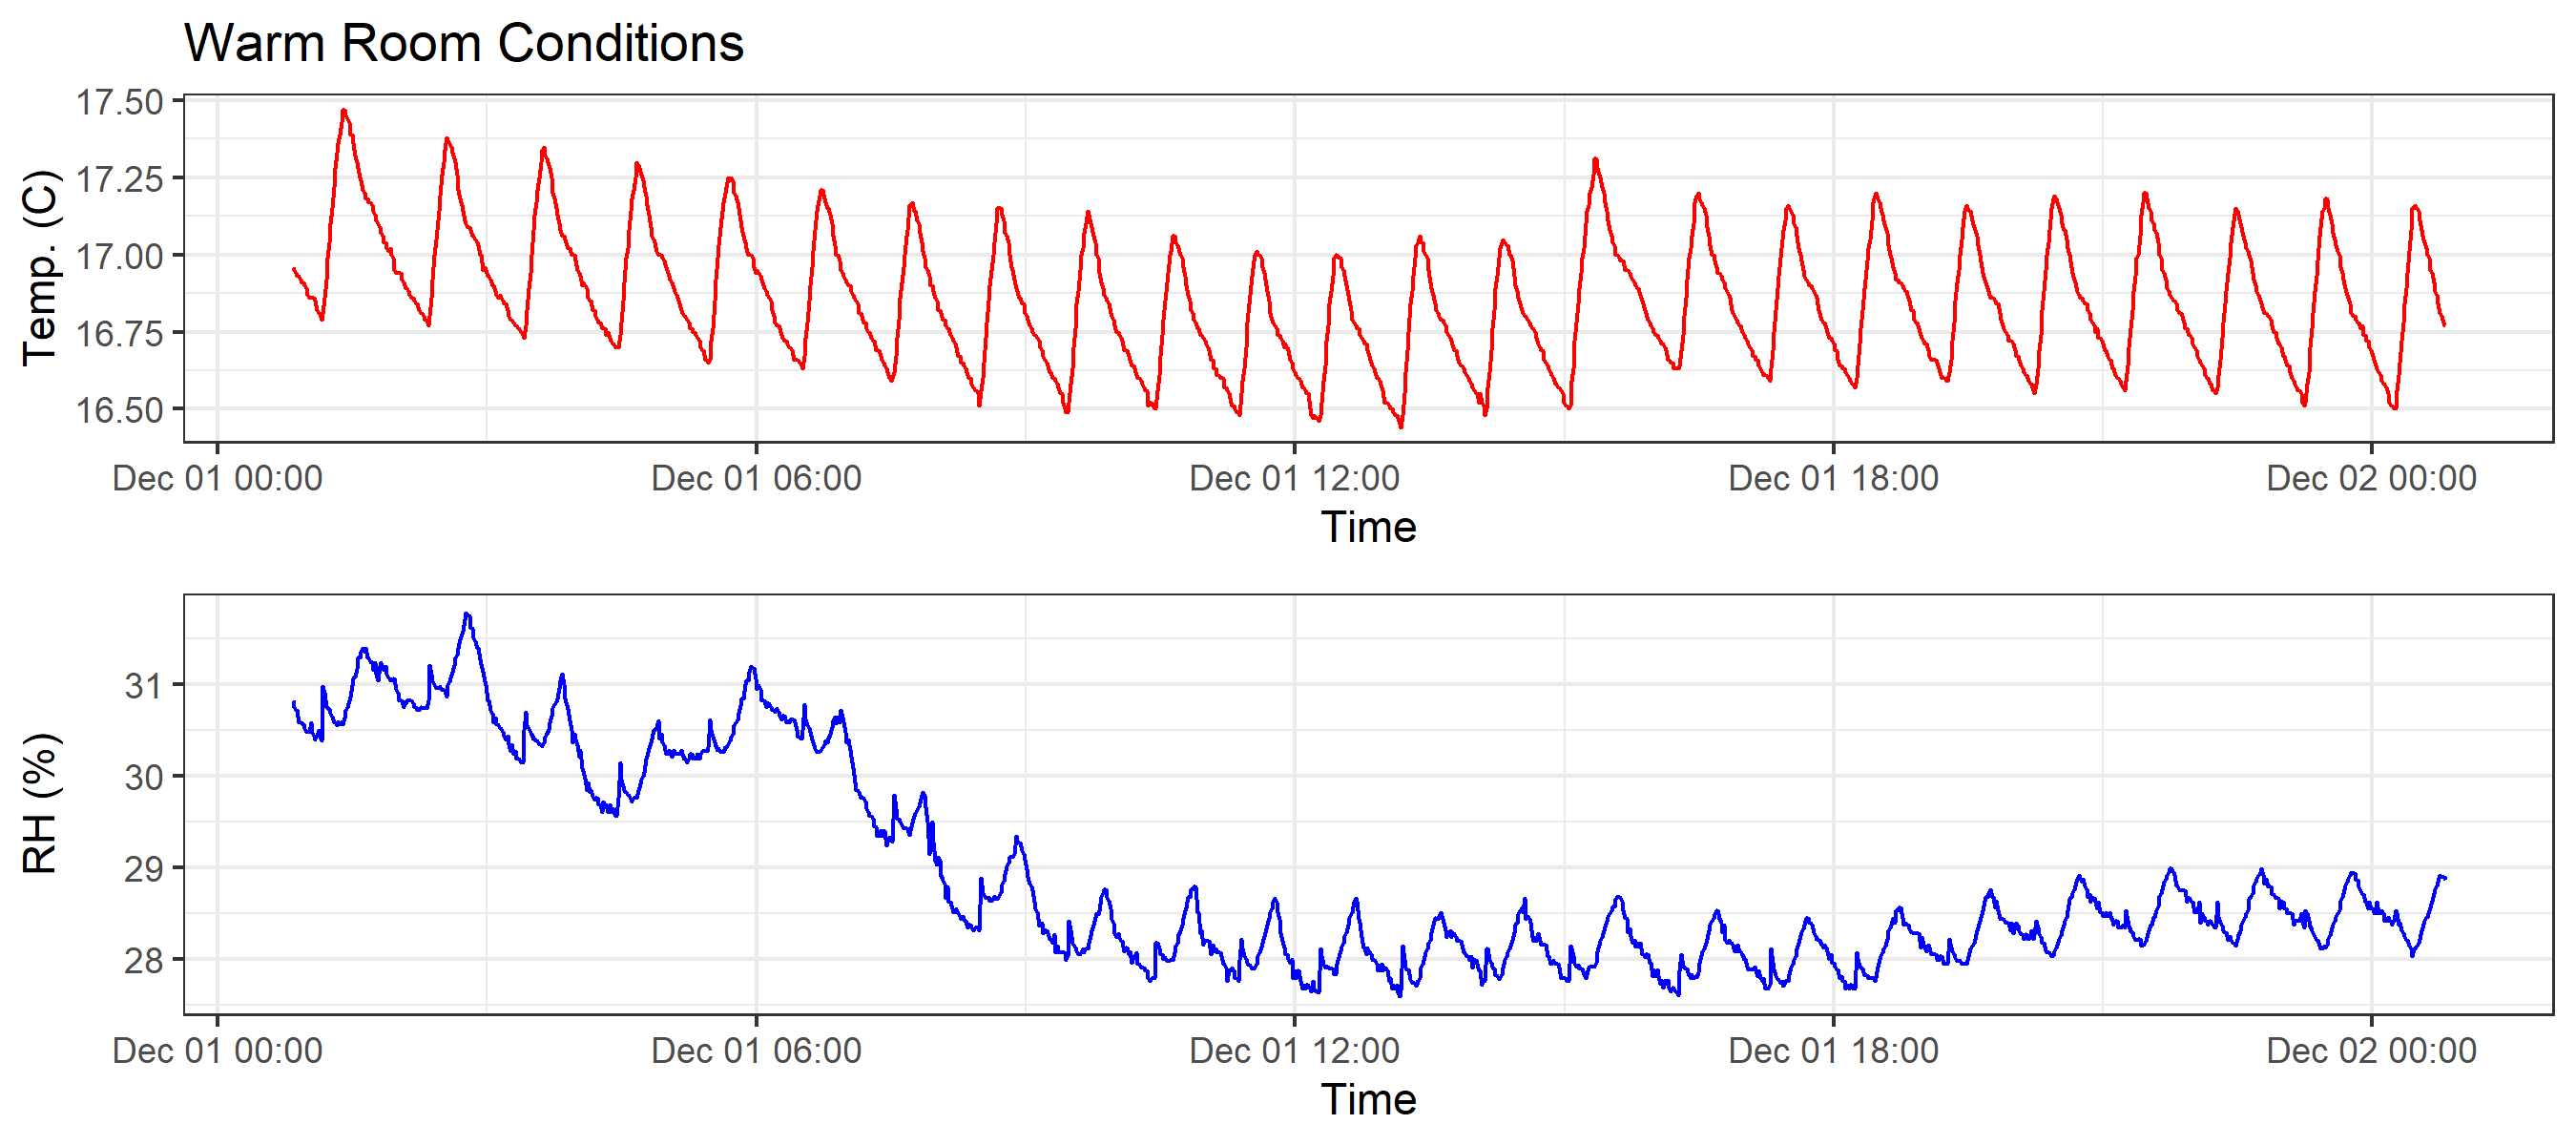 Warm Room Conditions
Temp. (C)
17.50
17.25
17.00
16.75
16.50
Dec 01 00:00 Dec 01 06:00 Dec 01 12:00 Dec 01 18:00 Dec 02 00:00
Time
RH (%)
31
30
29
28
Dec 01 00:00 Dec 01 06:00 Dec 01 12:00 Dec 01 18:00 Dec 02 00:00
Time